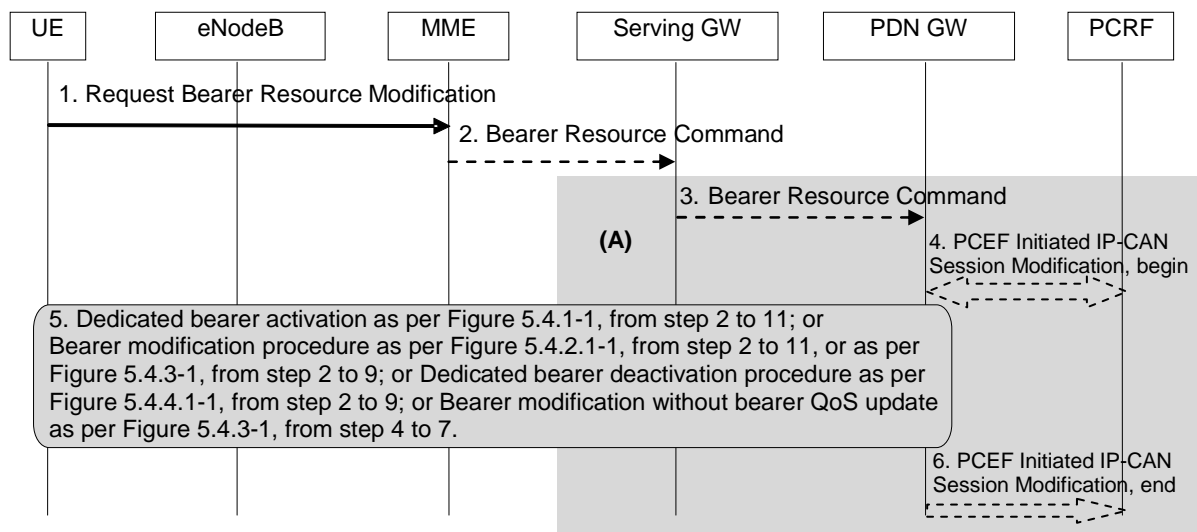 UE
eNodeB
MME
Serving GW
PDN GW
PCRF
1. Request Bearer Resource Modification
2. Bearer Resource Command
3. Bearer Resource Command
(A)
4. PCEF Initiated IP-CAN
Session Modification, begin
5. Dedicated bearer activation as per Figure 5.4.1-1, from step 2 to 11; or
Bearer modification procedure as per Figure 5.4.2.1-1, from step 2 to 11, or as per
Figure 5.4.3-1, from step 2 to 9; or Dedicated bearer deactivation procedure as per
Figure 5.4.4.1-1, from step 2 to 9; or Bearer modification without bearer QoS update
as per Figure 5.4.3-1, from step 4 to 7.
6. PCEF Initiated IP-CAN
Session Modification, end